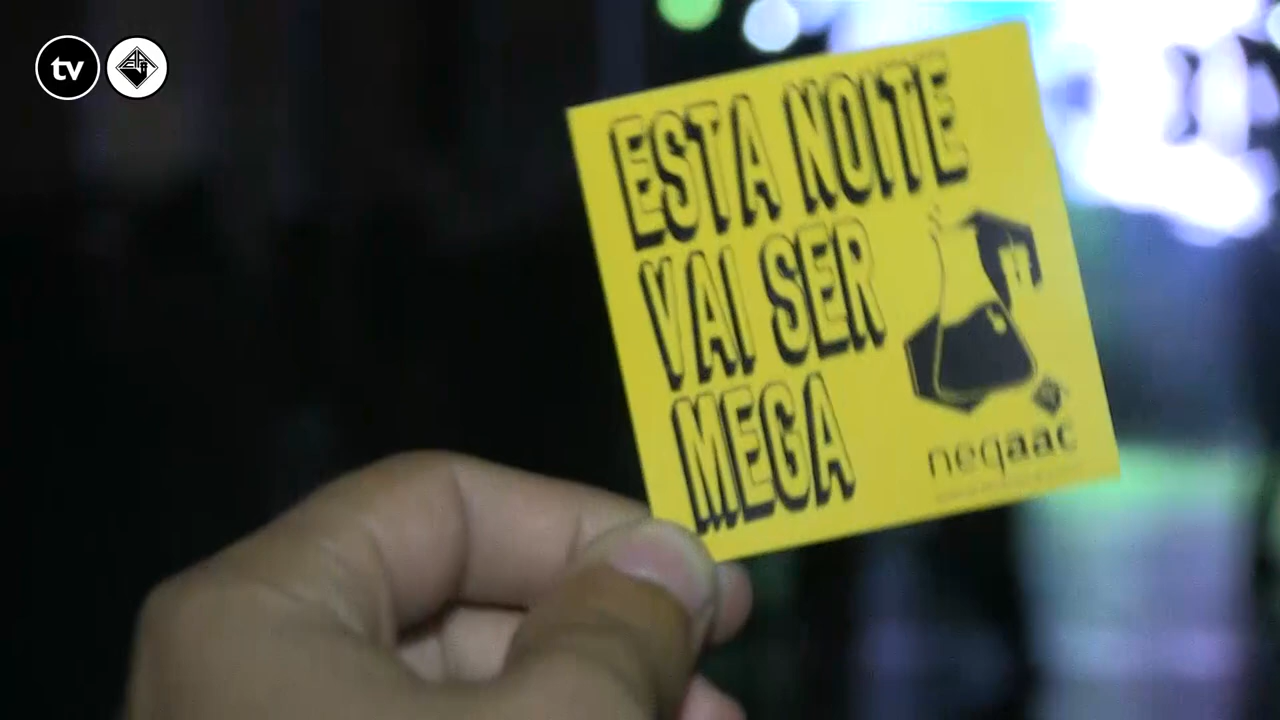 tv
ESTA NOITE
VAI SER
MEGA
neqaac